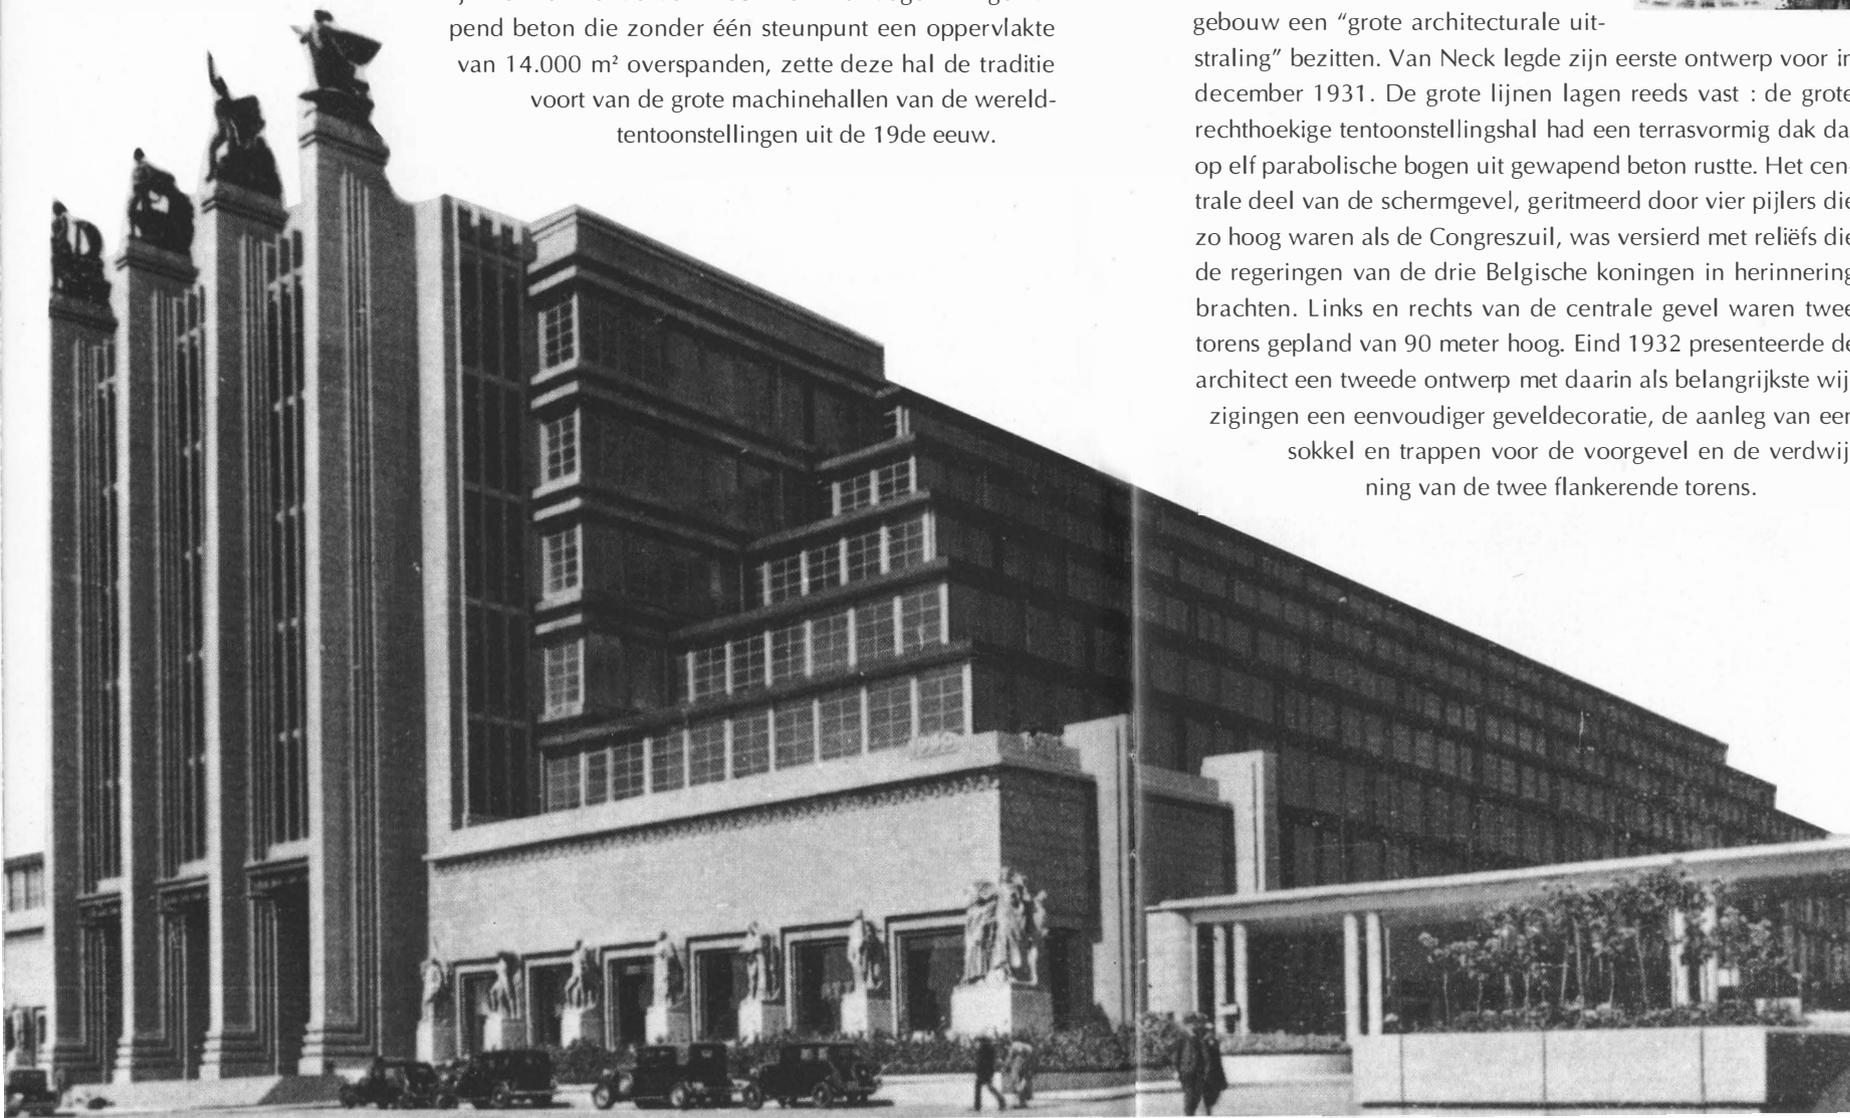 pend beton die zonder één steunpunt een oppervlakte
van 14.000 m² overspanden, zette deze hal de traditie
voort van de grote machinehallen van de wereld-
tentoonstellingen uit de 19de eeuw.
gebouw een “grote architecturale uit-
straling” bezitten. Van Neck legde zijn eerste ontwerp voor in
december 1931. De grote lijnen lagen reeds vast : de grote
rechthoekige tentoonstellingshal had een terrasvormig dak da
op elf parabolische bogen uit gewapend beton rustte. Het cen
trale deel van de schermgevel, geritmeerd door vier pijlers die
zo hoog waren als de Congreszuil, was versierd met reliëfs die
de regeringen van de drie Belgische koningen in herinnering
brachten. Links en rechts van de centrale gevel waren twee
torens gepland van 90 meter hoog. Eind 1932 presenteerde de
architect een tweede ontwerp met daarin als belangrijkste wij
zigingen een eenvoudiger geveldecoratie, de aanleg van een
sokkel en trappen voor de voorgevel en de verdwij
ning van de twee flankerende torens.